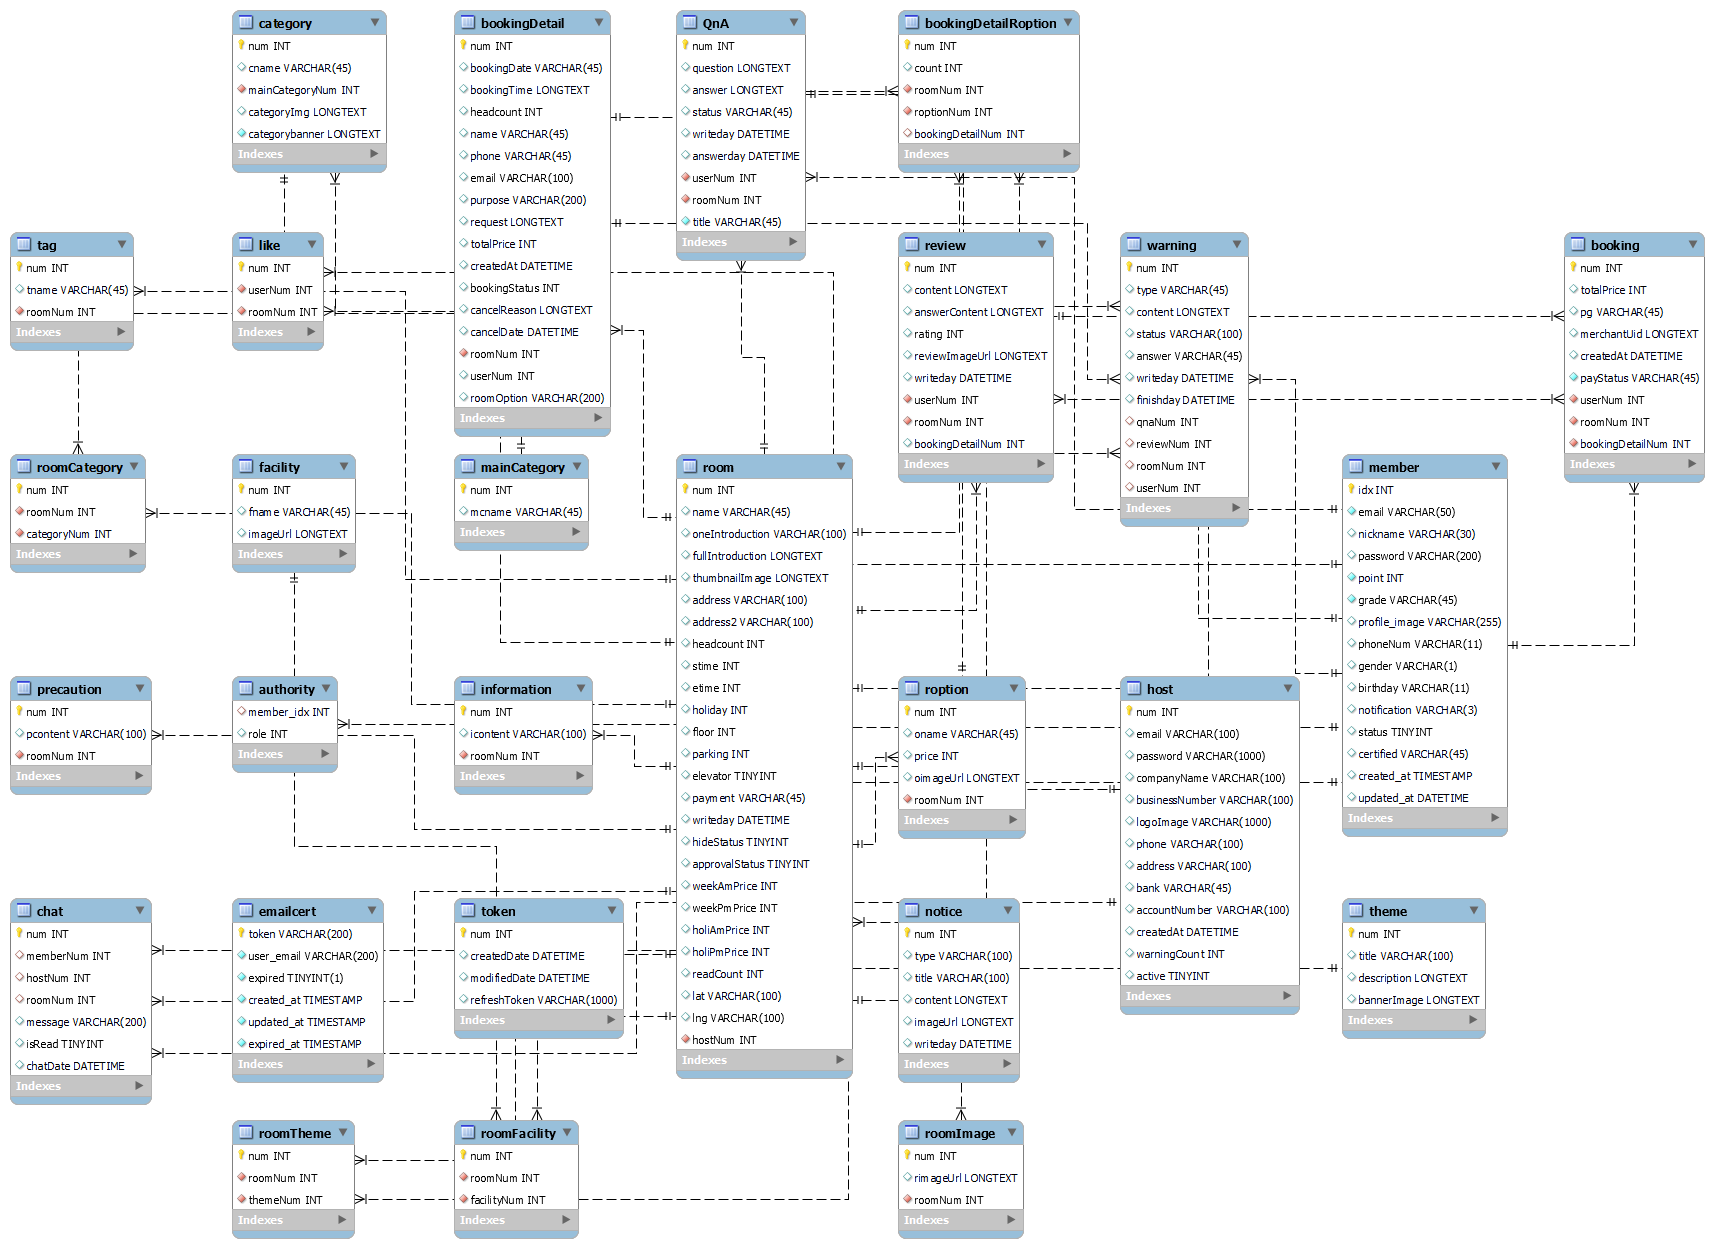 category
num INT
cname VARCHAR(45)
mainCategoryNum INT
categoryImg LONGTEXT
categorybanner LONGTEXT
Indexes
bookingDetail
num INT
bookingDate VARCHAR(45)
bookingTime LONGTEXT
headcount INT
name VARCHAR(45)
phone VARCHAR(45)
email VARCHAR(100)
purpose VARCHAR(200)
request LONGTEXT
totalPrice INT
createdAt DATETIME
bookingStatus INT
cancelReason LONGTEXT
cancelDate DATETIME
roomNum INT
userNum INT
roomOption VARCHAR(200)
Indexes
QnA
num INT
question LONGTEXT
answer LONGTEXT
status VARCHAR(45)
writeday DATETIME
answerday DATETIME
userNum INT
roomNum INT
title VARCHAR(45)
Indexes
bookingDetailRoption
num INT
count INT
roomNum INT
roptionNum INT
bookingDetailNum INT
Indexes
tag
num INT
tname VARCHAR(45)
roomNum INT
Indexes
like
num INT
userNum INT
roomNum INT
Indexes
review
num INT
content LONGTEXT
answerContent LONGTEXT
rating INT
reviewImageUrl LONGTEXT
writeday DATETIME
userNum INT
roomNum INT
bookingDetailNum INT
Indexes
warning
num INT
type VARCHAR(45)
content LONGTEXT
status VARCHAR(100)
answer VARCHAR(45)
writeday DATETIME
finishday DATETIME
qnaNum INT
reviewNum INT
roomNum INT
userNum INT
Indexes
booking
num INT
totalPrice INT
pg VARCHAR(45)
merchantUid LONGTEXT
createdAt DATETIME
payStatus VARCHAR(45)
userNum INT
roomNum INT
bookingDetailNum INT
Indexes
roomCategory
num INT
roomNum INT
categoryNum INT
Indexes
facility
num INT
fname VARCHAR(45)
imageUrl LONGTEXT
Indexes
mainCategory
num INT
mcname VARCHAR(45)
Indexes
room
num INT
name VARCHAR(45)
oneIntroduction VARCHAR(100)
fullIntroduction LONGTEXT
thumbnailImage LONGTEXT
address VARCHAR(100)
address2 VARCHAR(100)
headcount INT
stime INT
etime INT
holiday INT
floor INT
parking INT
elevator TINYINT
payment VARCHAR(45)
writeday DATETIME
hideStatus TINYINT
approvalStatus TINYINT
weekAmPrice INT
weekPmPrice INT
holiAmPrice INT
holiPmPrice INT
readCount INT
lat VARCHAR(100)
lng VARCHAR(100)
hostNum INT
Indexes
member
idx INT
email VARCHAR(50)
nickname VARCHAR(30)
password VARCHAR(200)
point INT
grade VARCHAR(45)
profile_image VARCHAR(255)
phoneNum VARCHAR(11)
gender VARCHAR(1)
birthday VARCHAR(11)
notification VARCHAR(3)
status TINYINT
certified VARCHAR(45)
created_at TIMESTAMP
updated_at DATETIME
Indexes
precaution
num INT
pcontent VARCHAR(100)
roomNum INT
Indexes
authority
member_idx INT
role INT
Indexes
information
num INT
icontent VARCHAR(100)
roomNum INT
Indexes
roption
num INT
oname VARCHAR(45)
price INT
oimageUrl LONGTEXT
roomNum INT
Indexes
host
num INT
email VARCHAR(100)
password VARCHAR(1000)
companyName VARCHAR(100)
businessNumber VARCHAR(100)
logoImage VARCHAR(1000)
phone VARCHAR(100)
address VARCHAR(100)
bank VARCHAR(45)
accountNumber VARCHAR(100)
createdAt DATETIME
warningCount INT
active TINYINT
Indexes
chat
num INT
memberNum INT
hostNum INT
roomNum INT
message VARCHAR(200)
isRead TINYINT
chatDate DATETIME
Indexes
emailcert
token VARCHAR(200)
user_email VARCHAR(200)
expired TINYINT(1)
created_at TIMESTAMP
updated_at TIMESTAMP
expired_at TIMESTAMP
Indexes
token
num INT
createdDate DATETIME
modifiedDate DATETIME
refreshToken VARCHAR(1000)
Indexes
notice
num INT
type VARCHAR(100)
title VARCHAR(100)
content LONGTEXT
imageUrl LONGTEXT
writeday DATETIME
Indexes
theme
num INT
title VARCHAR(100)
description LONGTEXT
bannerImage LONGTEXT
Indexes
roomTheme
num INT
roomNum INT
themeNum INT
Indexes
roomFacility
num INT
roomNum INT
facilityNum INT
Indexes
roomImage
num INT
rimageUrl LONGTEXT
roomNum INT
Indexes